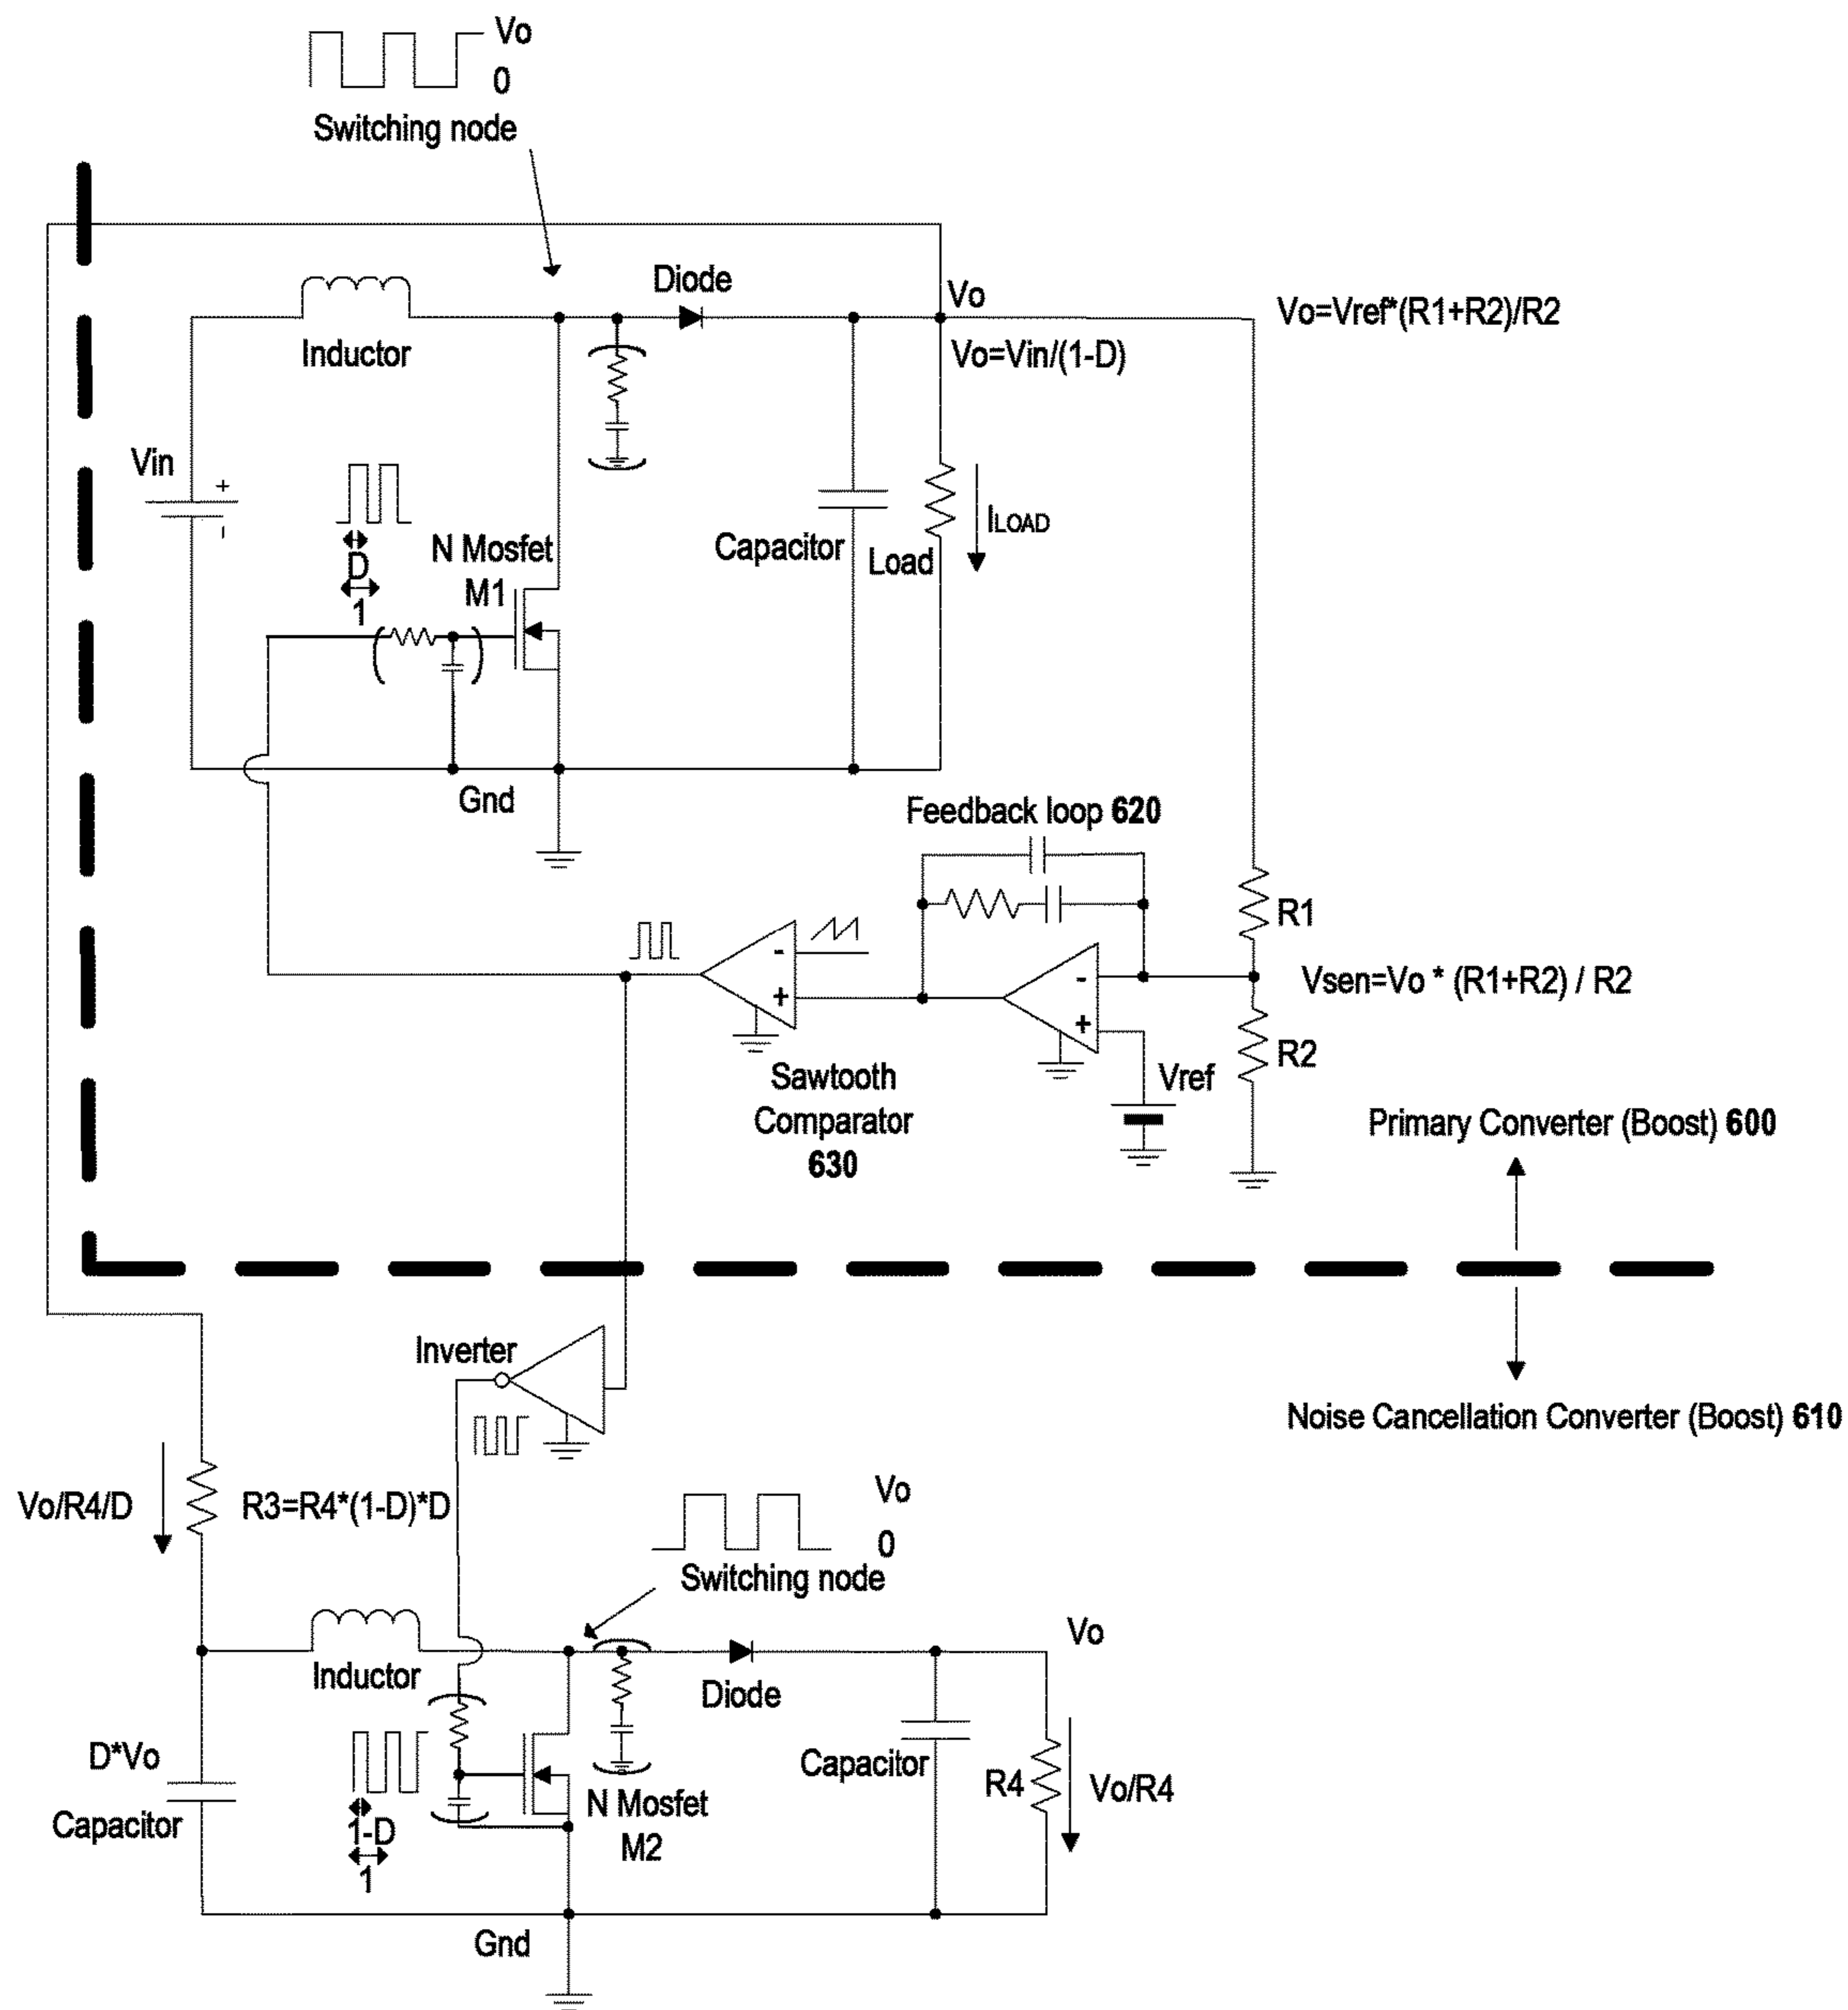 Vo
0
Switching node
Diode
Vo
Vo=Vref*(R1+R2)/R2
Inductor
Vo=Vin/(1-D)
Vin
+
-
D
1
N Mosfet
M1
Capacitor
Load
ILOAD
Gnd
Feedback loop 620
R1
-
+
-
+
Vsen=Vo * (R1+R2) / R2
R2
Vref
Sawtooth
Comparator
630
Primary Converter (Boost) 600
Inverter
Noise Cancellation Converter (Boost) 610
Vo/R4/D
R3=R4*(1-D)*D
Vo
0
Switching node
Vo
Inductor
Diode
D*Vo
Capacitor
1-D
1
N Mosfet
M2
Capacitor
R4
Vo/R4
Gnd